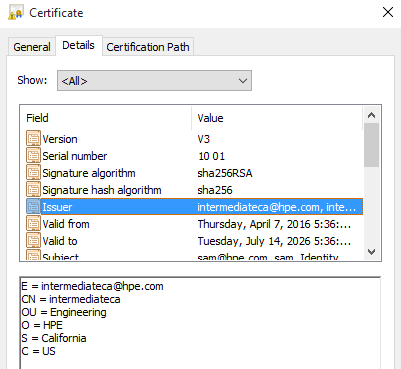 Certificate
General Details Certification Path
Show: <All>
Field Value
Version V3
Serial number 10 01
Signature algorithm sha256RSA
Signature hash algorithm sha256
Issuer intermediateca@hpe.com, inte...
Valid from Thursday, April 7, 2016 5:36:...
Valid to Tuesday, July 14, 2026 5:36:...
Subject sam@hpe.com, sam, Identity
E = intermediateca@hpe.com
CN = intermediateca
OU = Engineering
O = HPE
S = California
C = US